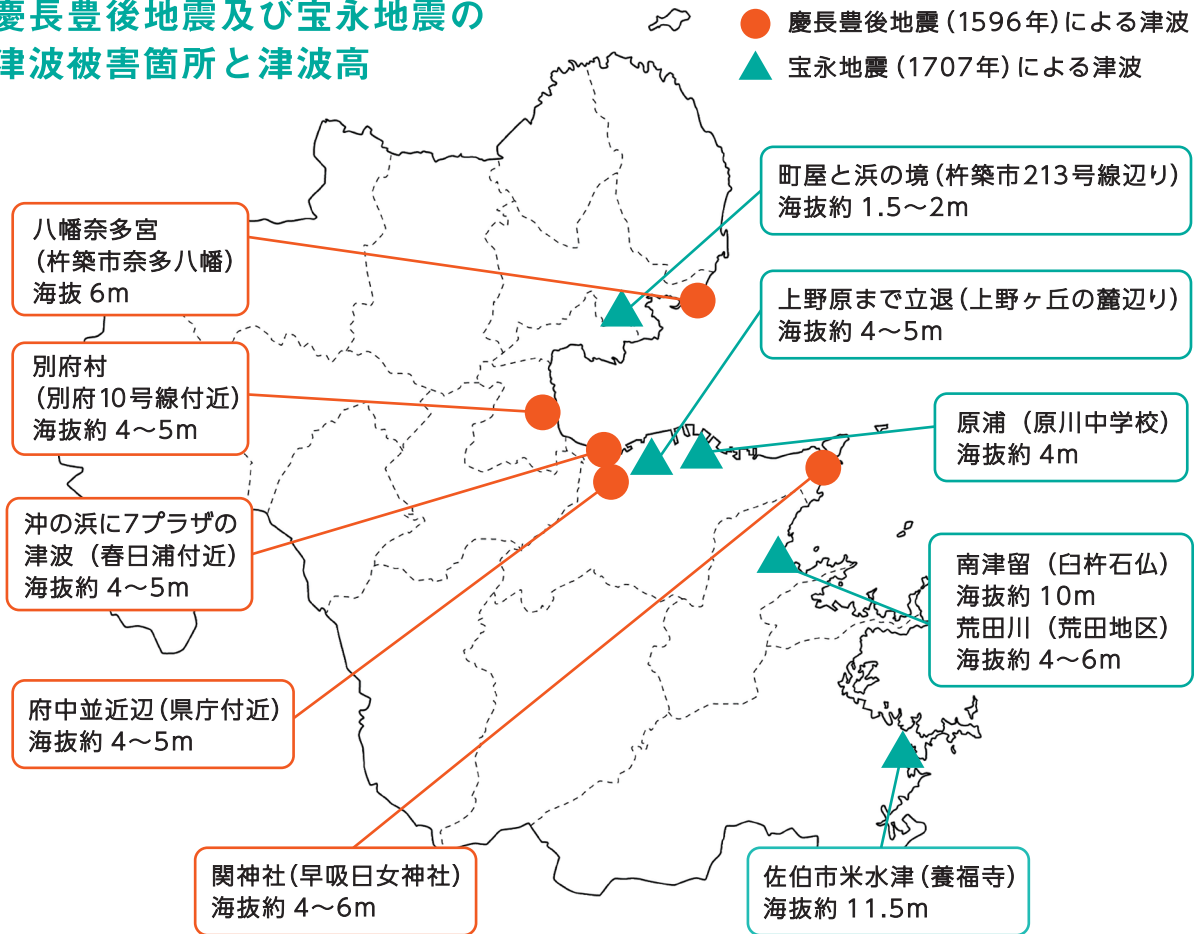 慶長豊後地震及び宝永地震の
津波被害箇所と津波高
慶長豊後地震（1596年）による津波
宝永地震（1707年）による津波
町屋と浜の境（杵築市213号線辺り）
海抜約 1.5～2m
八幡奈多宮
（杵築市奈多八幡）
海抜 6m
上野原まで立退（上野ヶ丘の麓辺り）
海抜約 4～5m
別府村
（別府10号線付近）
海抜約 4～5m
原浦（原川中学校）
海抜約 4m
沖の浜に7プラザの
津波（春日浦付近）
海抜約 4～5m
南津留（臼杵石仏）
海抜約 10m
荒田川（荒田地区）
海抜約 4～6m
府中並近辺（県庁付近）
海抜約 4～5m
関神社（早吸日女神社）
海抜約 4～6m
佐伯市米水津（養福寺）
海抜約 11.5m